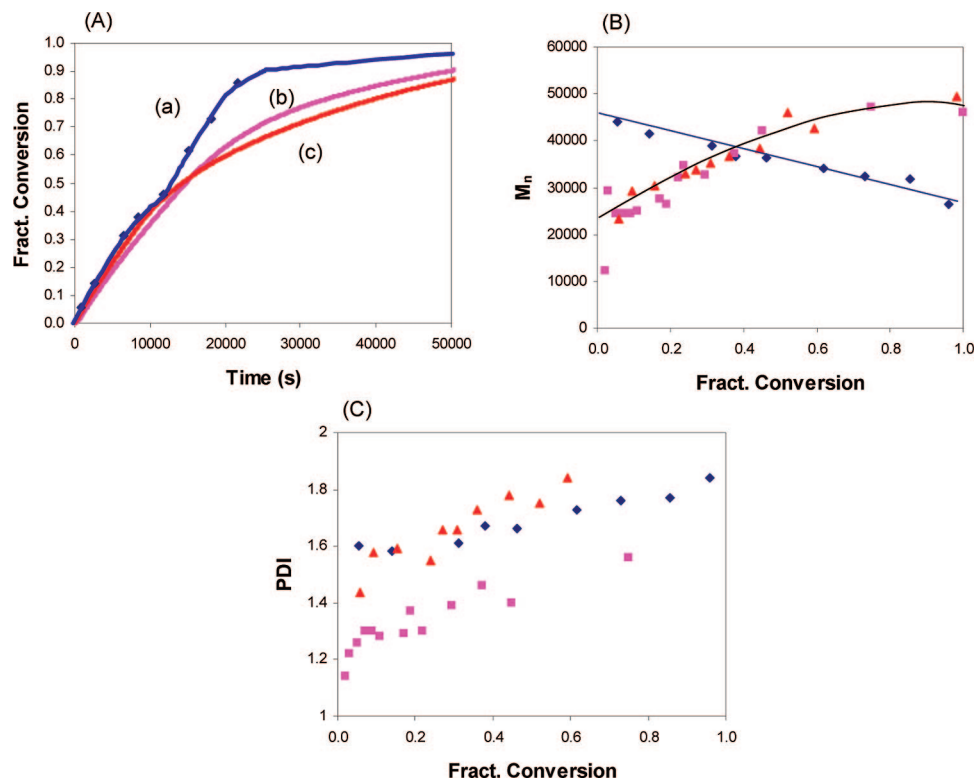 (A)
Fract. Conversion
1.0
0.9
0.8
0.7
0.6
0.5
0.4
0.3
0.2
0.1
0.0
(a)
(b)
(c)
0 10000 20000 30000 40000 50000
Time (s)
(B)
Mn
60000
50000
40000
30000
20000
10000
0
0.0 0.2 0.4 0.6 0.8 1.0
Fract. Conversion
(C)
PDI
2
1.8
1.6
1.4
1.2
1
0.0 0.2 0.4 0.6 0.8 1.0
Fract. Conversion